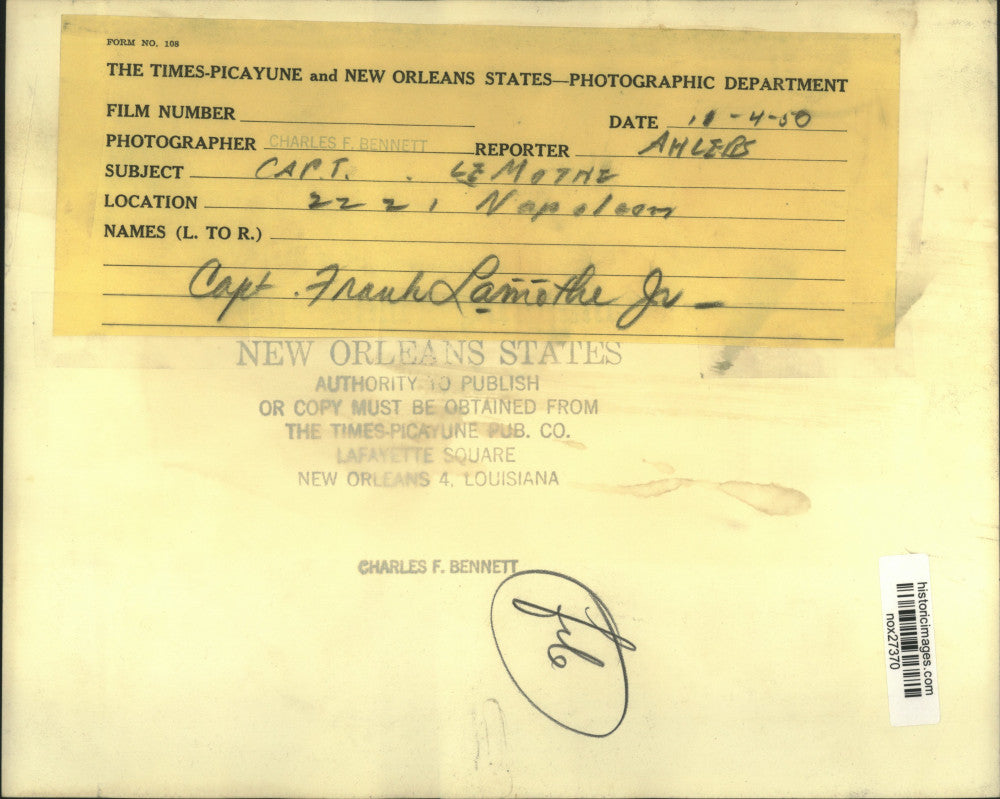 FORM NO. 108
THE TIMES-PICAYUNE and NEW ORLEANS STATES—PHOTOGRAPHIC DEPARTMENT
FILM NUMBER
DATE 11-4-50
PHOTOGRAPHER CHARLES F. BENNETT REPORTER AHLERS
SUBJECT CAPT. LEMOTHE
LOCATION 2221 Napoleon
NAMES (L. TO R.)
Capt. Frank Lamothe Jr
NEW ORLEANS STATES
AUTHORITY TO PUBLISH
OR COPY MUST BE OBTAINED FROM
THE TIMES-PICAYUNE PUB. CO.
LAFAYETTE SQUARE
NEW ORLEANS 4, LOUISIANA
CHARLES F. BENNETT
historicimages.com
nox27370